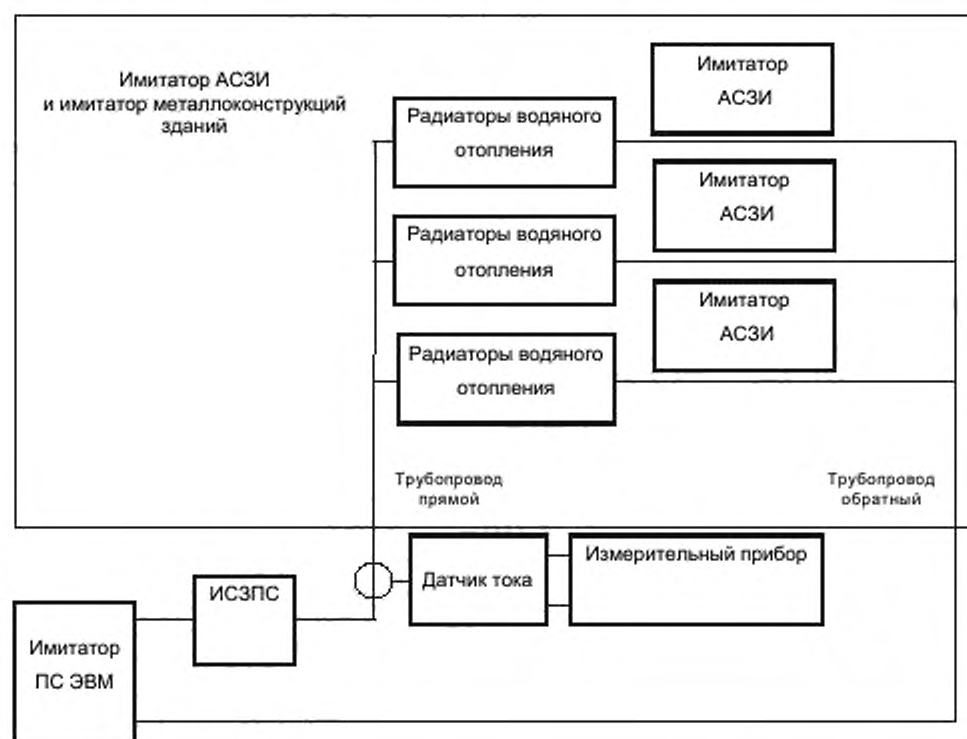 Имитатор АСЗИ
и имитатор металлоконструкций
зданий
Имитатор
АСЗИ
Радиаторы водяного
отопления
Имитатор
АСЗИ
Радиаторы водяного
отопления
Имитатор
АСЗИ
Радиаторы водяного
отопления
Трубопровод
прямой
Трубопровод
обратный
Датчик тока
Измерительный прибор
ИСЗПС
Имитатор
ПС ЭВМ